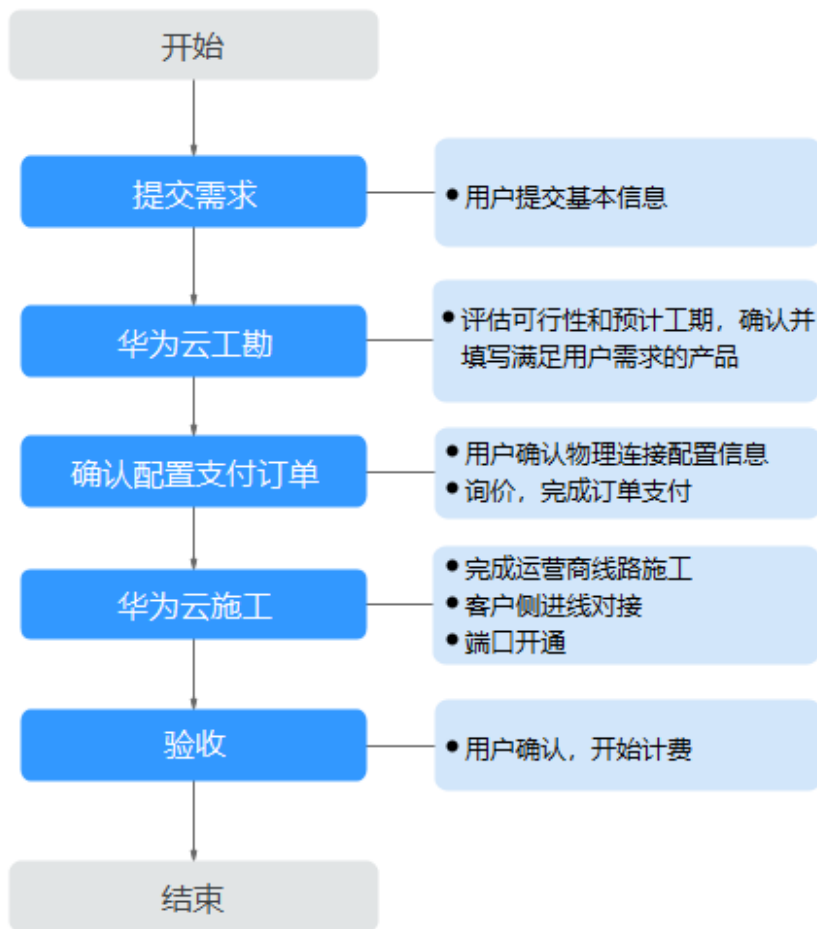 开始
提交需求
● 用户提交基本信息
华为云工勘
● 评估可行性和预计工期，确认并
填写满足用户需求的产品
确认配置支付订单
● 用户确认物理连接配置信息
● 询价，完成订单支付
华为云施工
● 完成运营商线路施工
● 客户侧进线对接
● 端口开通
验收
● 用户确认，开始计费
结束